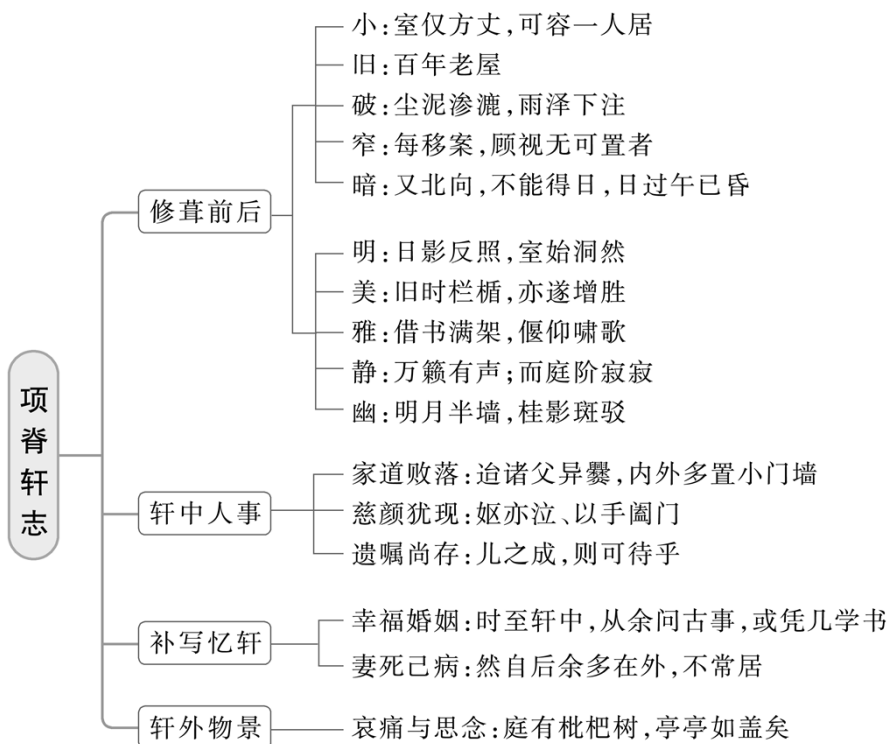 项脊轩志
修葺前后
小:室仅方丈,可容一人居
旧:百年老屋
破:尘泥渗漉,雨泽下注
窄:每移案,顾视无可置者
暗:又北向,不能得日,日过午已昏
明:日影反照,室始洞然
美:旧时栏楯,亦遂增胜
雅:借书满架,偃仰啸歌
静:万籁有声;而庭阶寂寂
幽:明月半墙,桂影斑驳
轩中人事
家道败落:迨诸父异爨,内外多置小门墙
慈颜犹现:妪亦泣、以手阖门
遗嘱尚存:儿之成,则可待乎
补写忆轩
幸福婚姻:时至轩中,从余问古事,或凭几学书
妻死己病:然自后余多在外,不常居
轩外物景
哀痛与思念:庭有枇杷树,亭亭如盖矣